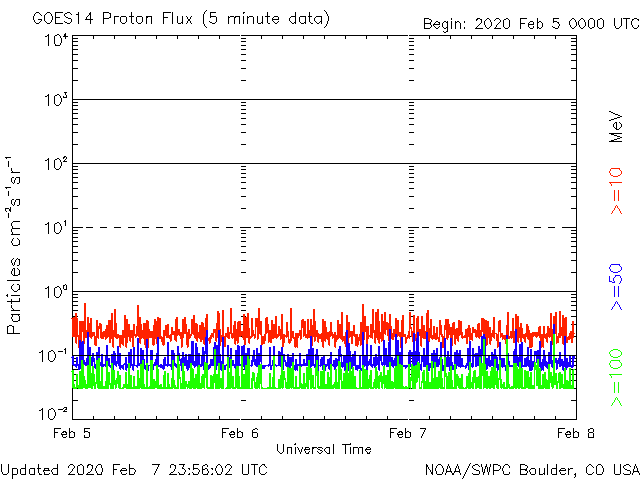 GOES14 Proton Flux (5 minute data)
Begin: 2020 Feb 5 0000 UTC
Particles cm⁻²s⁻¹sr⁻¹
10⁴
10³
10²
10¹
10⁰
10⁻¹
10⁻²
MeV
>=10
>=50
>=100
Feb 5
Feb 6
Feb 7
Feb 8
Universal Time
Updated 2020 Feb 7 23:56:02 UTC
NOAA/SWPC Boulder, CO USA